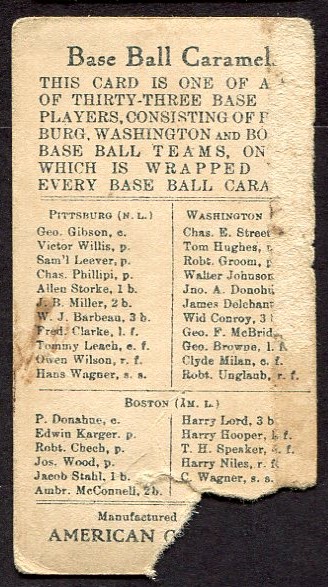 Base Ball Caramel
THIS CARD IS ONE OF A
OF THIRTY-THREE BASE
PLAYERS, CONSISTING OF P
BURG, WASHINGTON AND BO
BASE BALL TEAMS, ON
WHICH IS WRAPPED
EVERY BASE BALL CARA
PITTSBURG (N. L.)
Geo. Gibson, c.
Victor Willis, p.
Sam'l Leever, p.
Chas. Phillipi, p.
Allen Storke, 1 b.
J. B. Miller, 2 b.
W. J. Barbeau, 3 b.
Fred. Clarke, l. f.
Tommy Leach, c. f.
Owen Wilson, r. f.
Hans Wagner, s. s.
WASHINGTON
Chas. E. Street
Tom Hughes, p
Robt. Groom, p
Walter Johnson
Jno. A. Donohu
James Delehant
Wid Conroy, 3
Geo. F. McBrid
Geo. Browne, l. f
Clyde Milan, c. f.
Robt. Unglaub, r. f.
BOSTON (AM. L.)
P. Donahue, c.
Edwin Karger. p.
Robt. Chech, p.
Jos. Wood, p.
Jacob Stahl, 1 b.
Ambr. McConnell, 2 b.
Harry Lord, 3 b
Harry Hooper, l. f.
T. H. Speaker, c. f.
Harry Niles, r. f
C. Wagner, s. s.
Manufactured
AMERICAN C